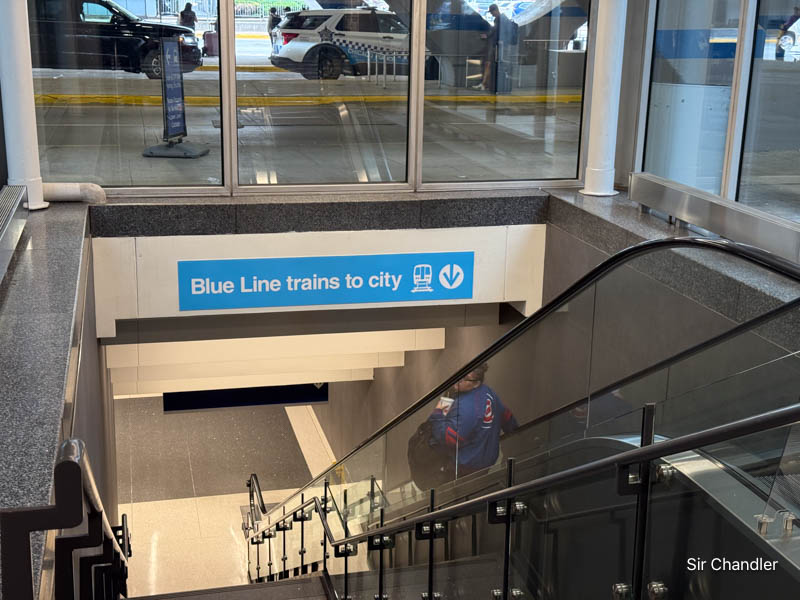 Blue Line trains to city
Sir Chandler